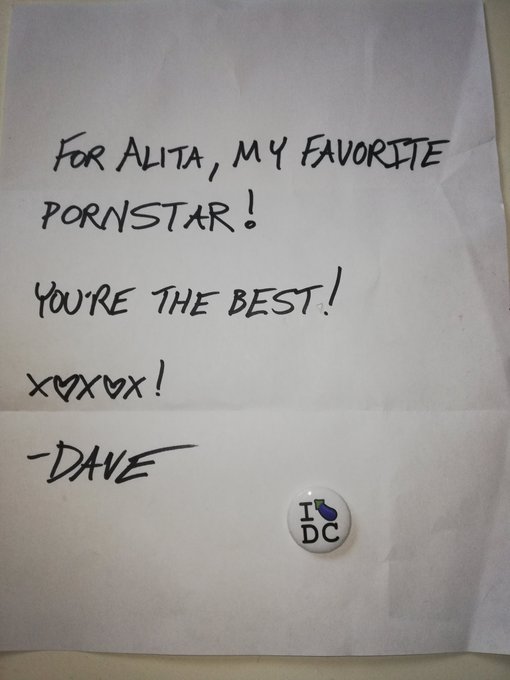 FOR ALITA, MY FAVORITE
PORNSTAR!
YOU'RE THE BEST!
X♡X♡X!
-DAVE
I🍆
DC